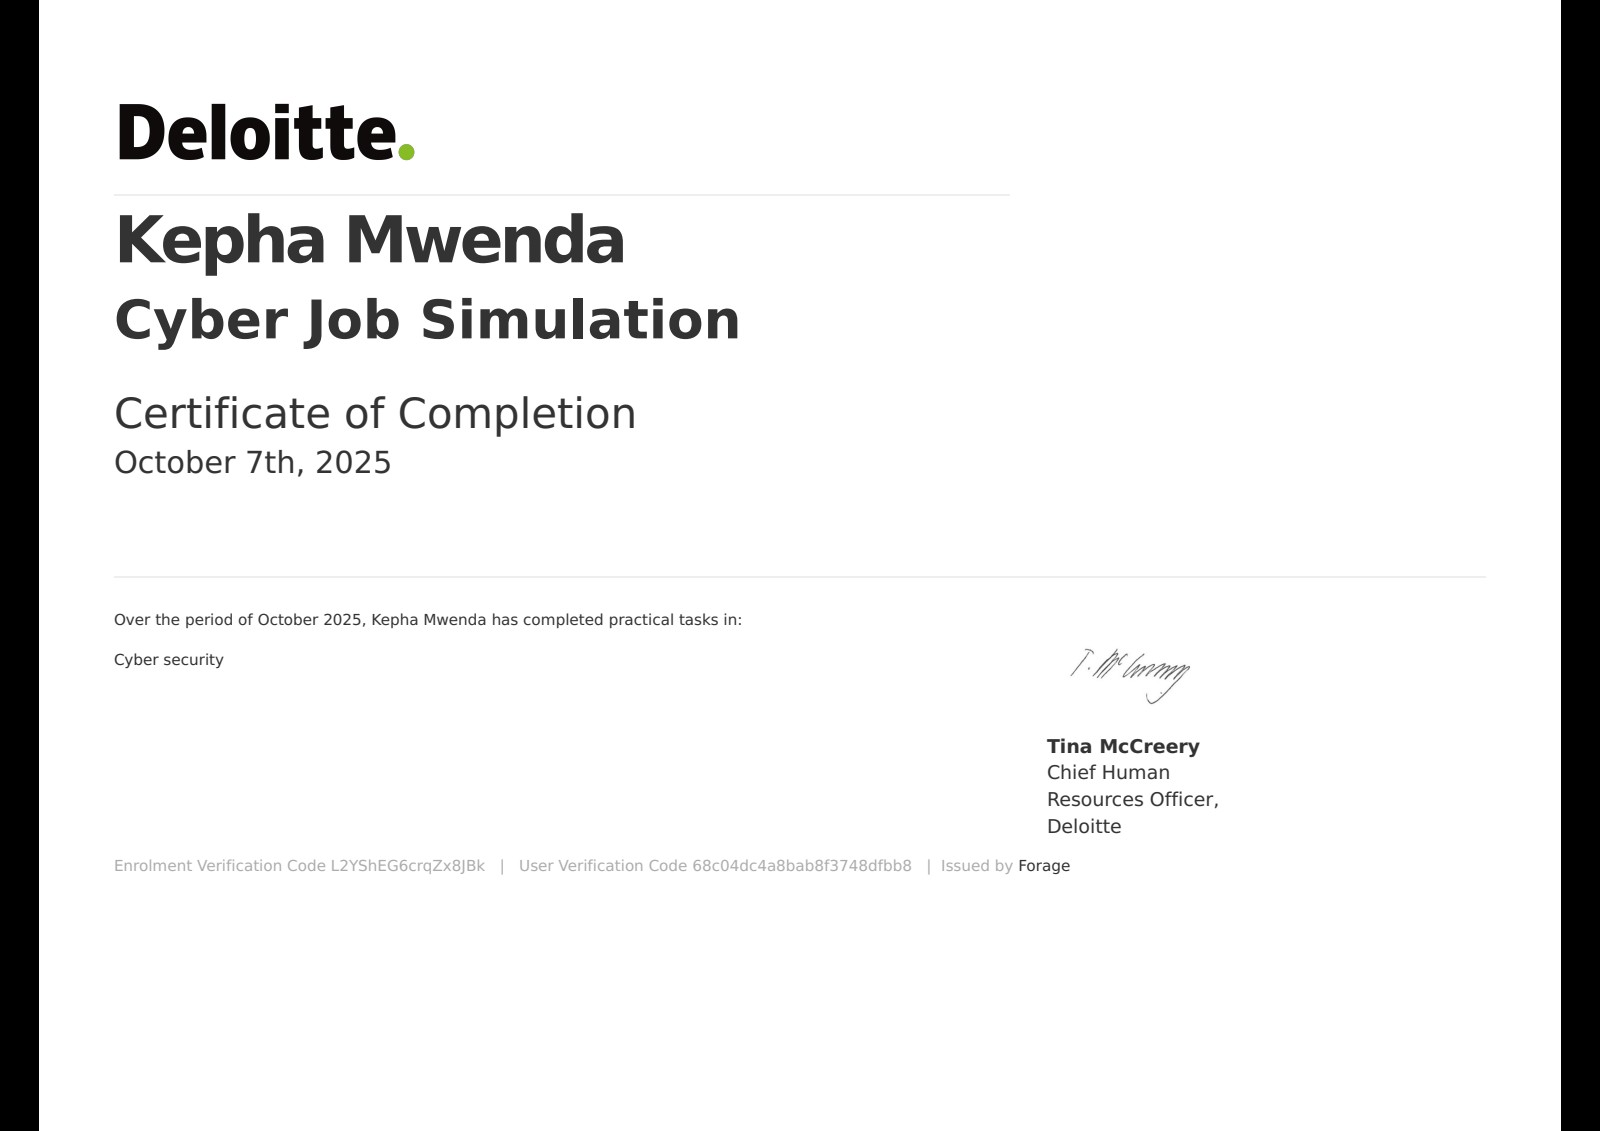 Deloitte.
Kepha Mwenda
Cyber Job Simulation
Certificate of Completion
October 7th, 2025
Over the period of October 2025, Kepha Mwenda has completed practical tasks in:
Cyber security
T. McCreery
Tina McCreery
Chief Human
Resources Officer,
Deloitte
Enrolment Verification Code L2YShEG6crqZx8JBk | User Verification Code 68c04dc4a8bab8f3748dfbb8 | Issued by Forage